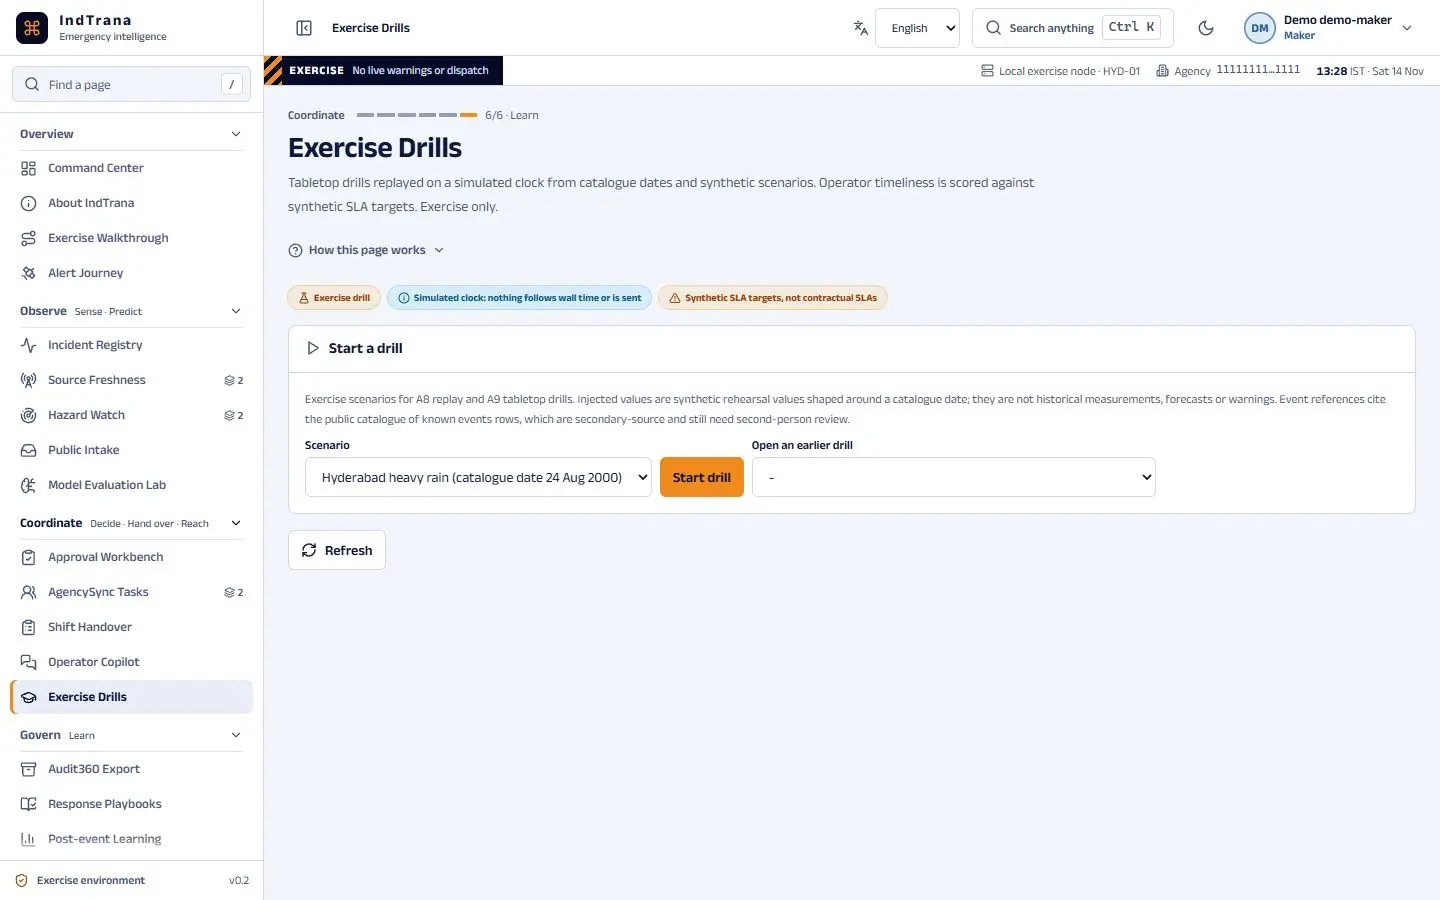 IndTrana
Emergency intelligence
Find a page
/
Overview
Command Center
About IndTrana
Exercise Walkthrough
Alert Journey
Observe Sense · Predict
Incident Registry
Source Freshness 2
Hazard Watch 2
Public Intake
Model Evaluation Lab
Coordinate Decide · Hand over · Reach
Approval Workbench
AgencySync Tasks 2
Shift Handover
Operator Copilot
Exercise Drills
Govern Learn
Audit360 Export
Response Playbooks
Post-event Learning
Exercise environment v0.2
Exercise Drills
English
Search anything Ctrl K
DM
Demo demo-maker
Maker
EXERCISE No live warnings or dispatch
Local exercise node · HYD-01
Agency 11111111…1111
13:28 IST · Sat 14 Nov
Coordinate 6/6 · Learn
Exercise Drills
Tabletop drills replayed on a simulated clock from catalogue dates and synthetic scenarios. Operator timeliness is scored against
synthetic SLA targets. Exercise only.
How this page works
Exercise drill
Simulated clock: nothing follows wall time or is sent
Synthetic SLA targets, not contractual SLAs
Start a drill
Exercise scenarios for A8 replay and A9 tabletop drills. Injected values are synthetic rehearsal values shaped around a catalogue date; they are not historical measurements, forecasts or warnings. Event references cite
the public catalogue of known events rows, which are secondary-source and still need second-person review.
Scenario
Hyderabad heavy rain (catalogue date 24 Aug 2000)
Start drill
Open an earlier drill
-
Refresh